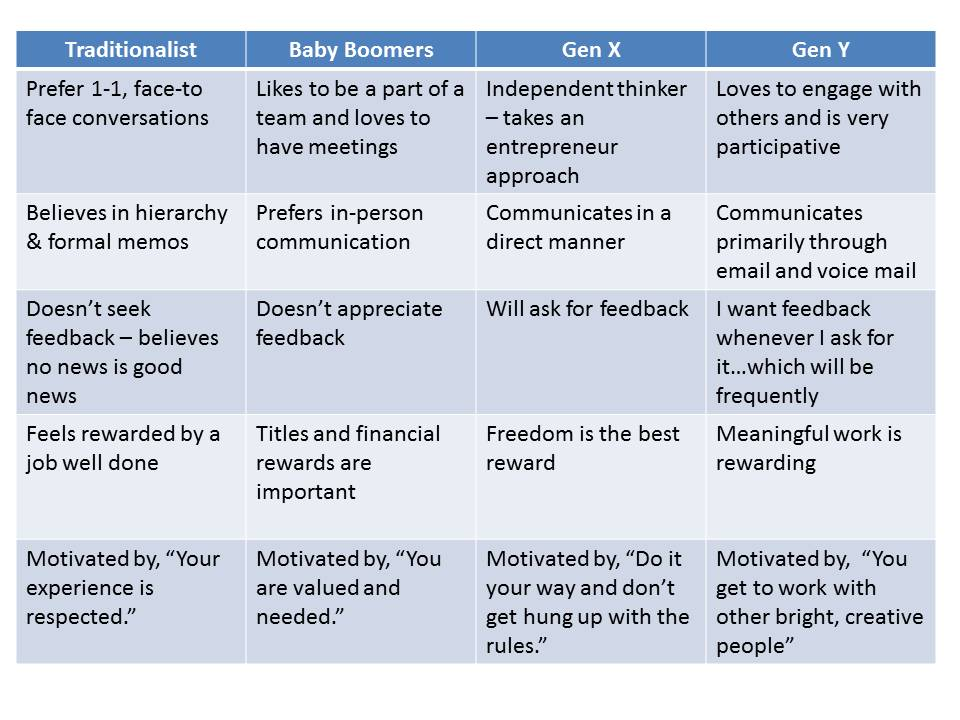 Traditionalist
Baby Boomers
Gen X
Gen Y
Prefer 1-1, face-to
face conversations
Likes to be a part of a
team and loves to
have meetings
Independent thinker
– takes an
entrepreneur
approach
Loves to engage with
others and is very
participative
Believes in hierarchy
& formal memos
Prefers in-person
communication
Communicates in a
direct manner
Communicates
primarily through
email and voice mail
Doesn’t seek
feedback – believes
no news is good
news
Doesn’t appreciate
feedback
Will ask for feedback
I want feedback
whenever I ask for
it…which will be
frequently
Feels rewarded by a
job well done
Titles and financial
rewards are
important
Freedom is the best
reward
Meaningful work is
rewarding
Motivated by, “Your
experience is
respected.”
Motivated by, “You
are valued and
needed.”
Motivated by, “Do it
your way and don’t
get hung up with the
rules.”
Motivated by,  “You
get to work with
other bright, creative
people”